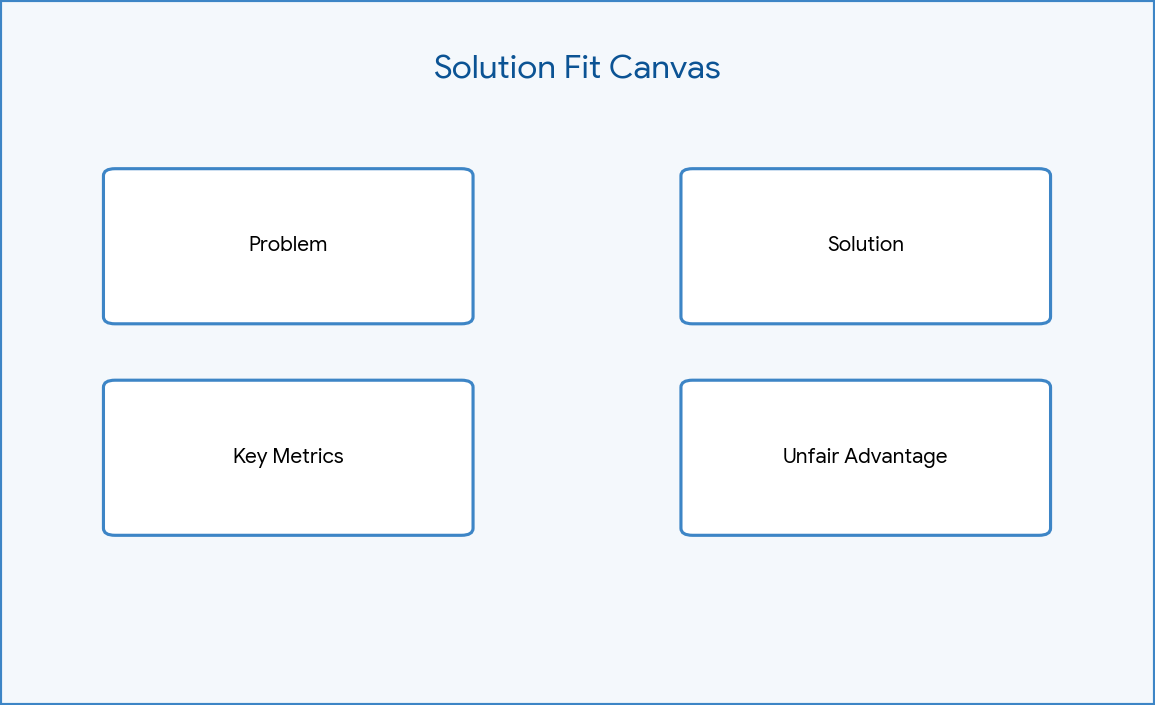 Solution Fit Canvas
Problem
Solution
Key Metrics
Unfair Advantage